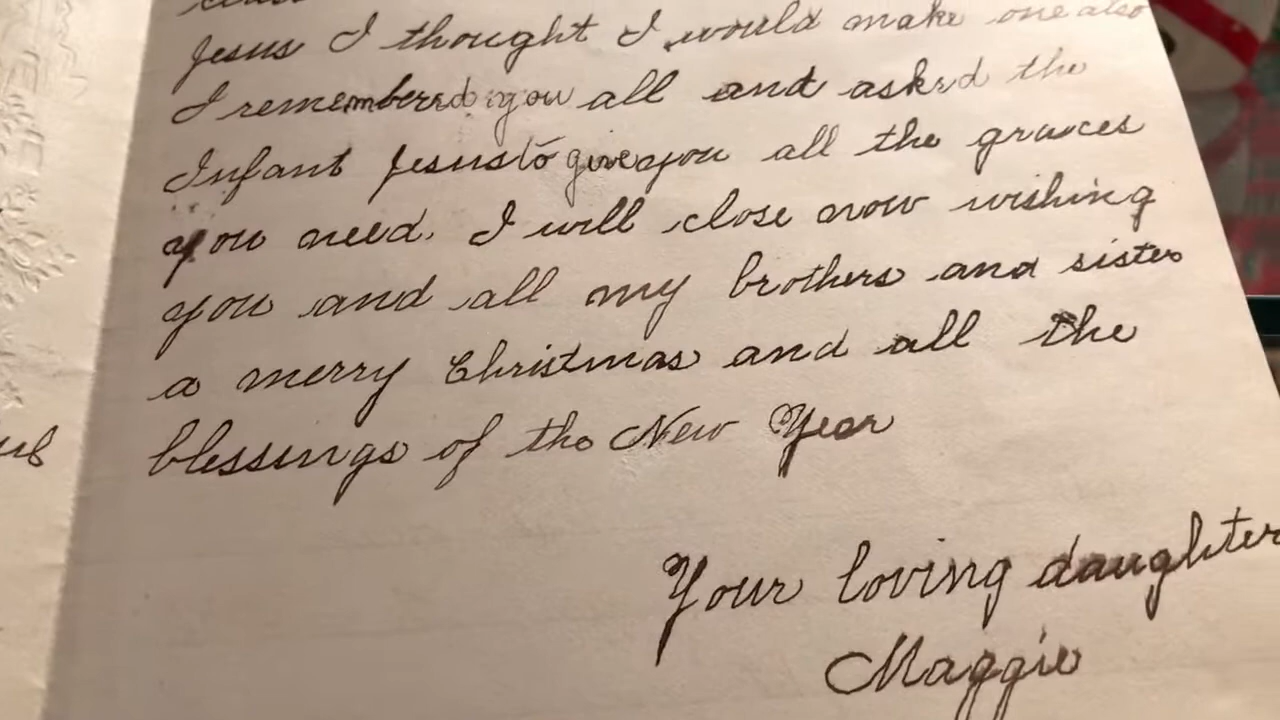 Jesus I thought I would make one also
I remembered you all and asked the
Infant Jesus to give you all the graces
you need. I will close now wishing
you and all my brothers and sister
a merry Christmas and all the
blessings of the New Year
Your loving daughter
Maggie